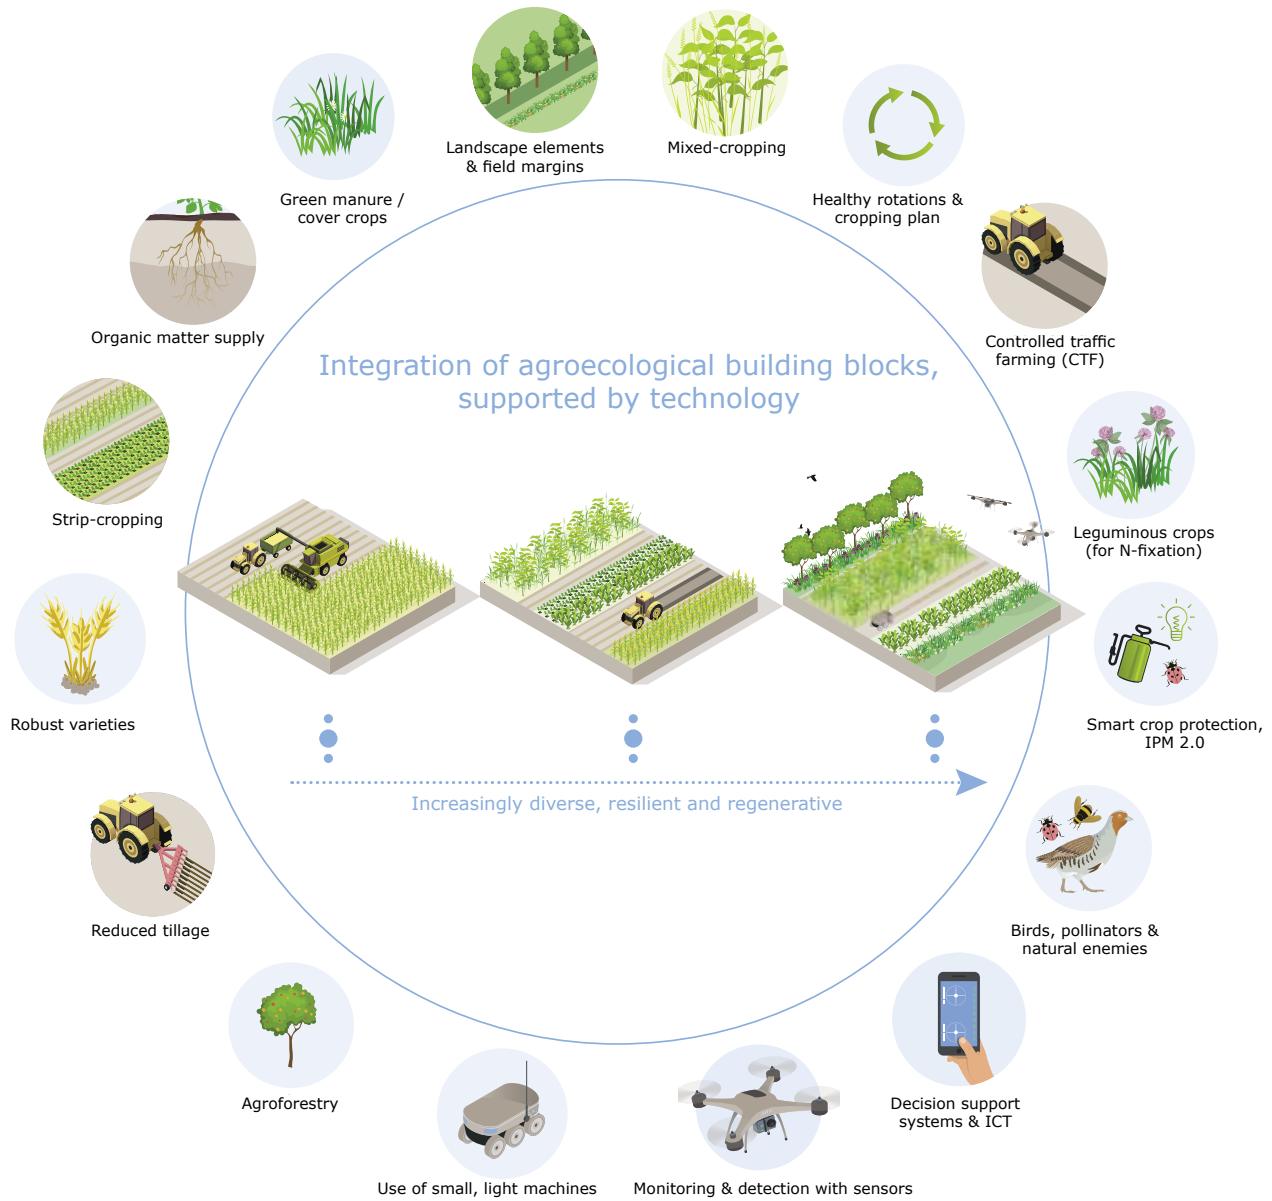 Landscape elements
& field margins
Mixed-cropping
Green manure /
cover crops
Healthy rotations &
cropping plan
Organic matter supply
Controlled traffic
farming (CTF)
Integration of agroecological building blocks,
supported by technology
Strip-cropping
Leguminous crops
(for N-fixation)
Robust varieties
Smart crop protection,
IPM 2.0
Increasingly diverse, resilient and regenerative
Reduced tillage
Birds, pollinators &
natural enemies
Agroforestry
Decision support
systems & ICT
Use of small, light machines
Monitoring & detection with sensors